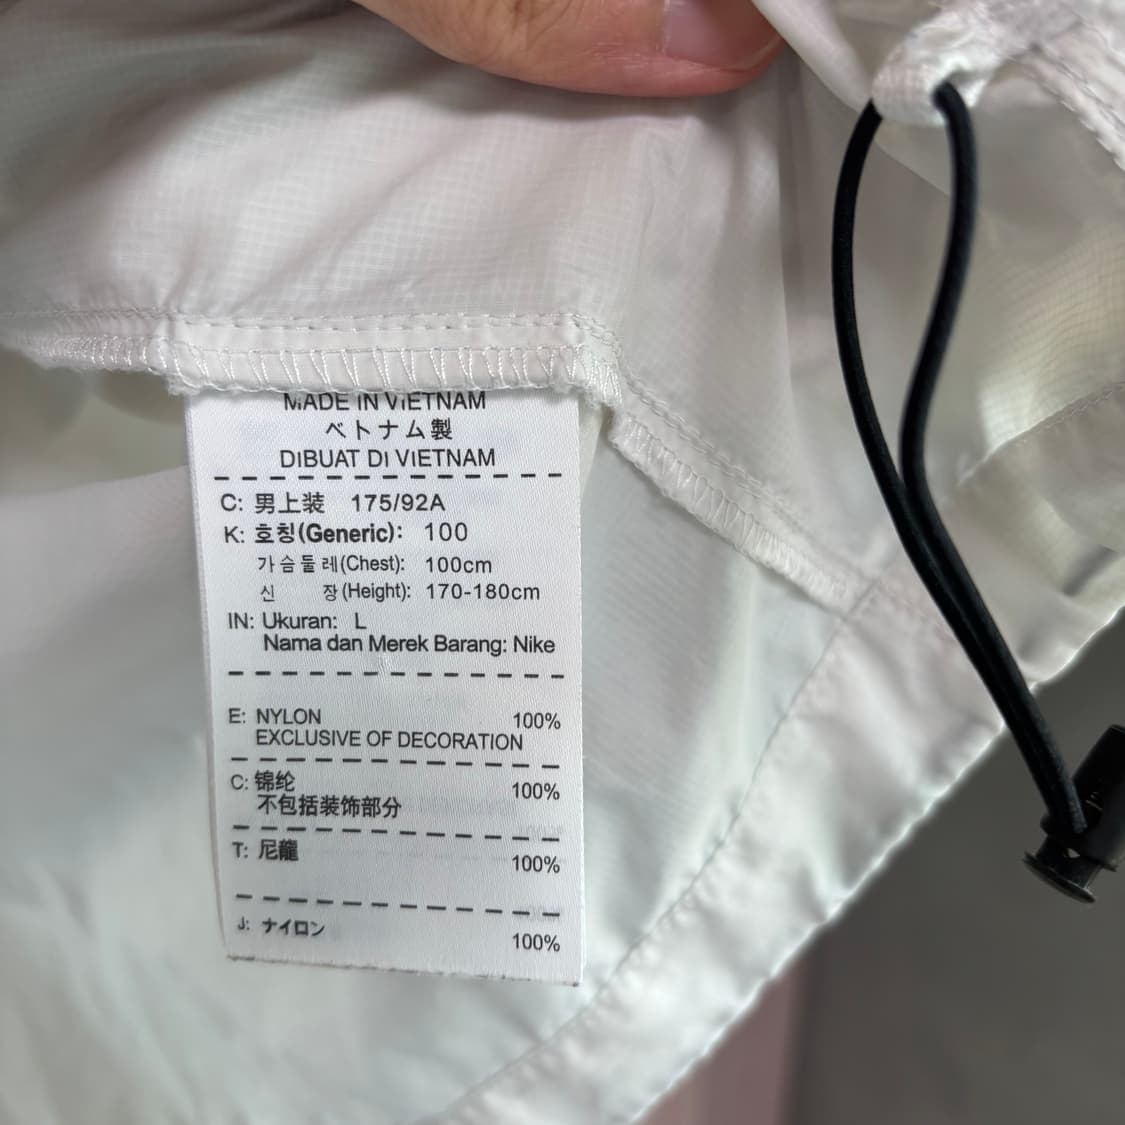 MADE IN VIETNAM
ベトナム製
DIBUAT DI VIETNAM
C: 男上装 175/92A
K: 호칭(Generic): 100
가슴둘레(Chest): 100cm
신 장(Height): 170-180cm
IN: Ukuran: L
Nama dan Merek Barang: Nike
E: NYLON 100%
EXCLUSIVE OF DECORATION
C: 锦纶 100%
不包括装饰部分
T: 尼龍 100%
J: ナイロン 100%